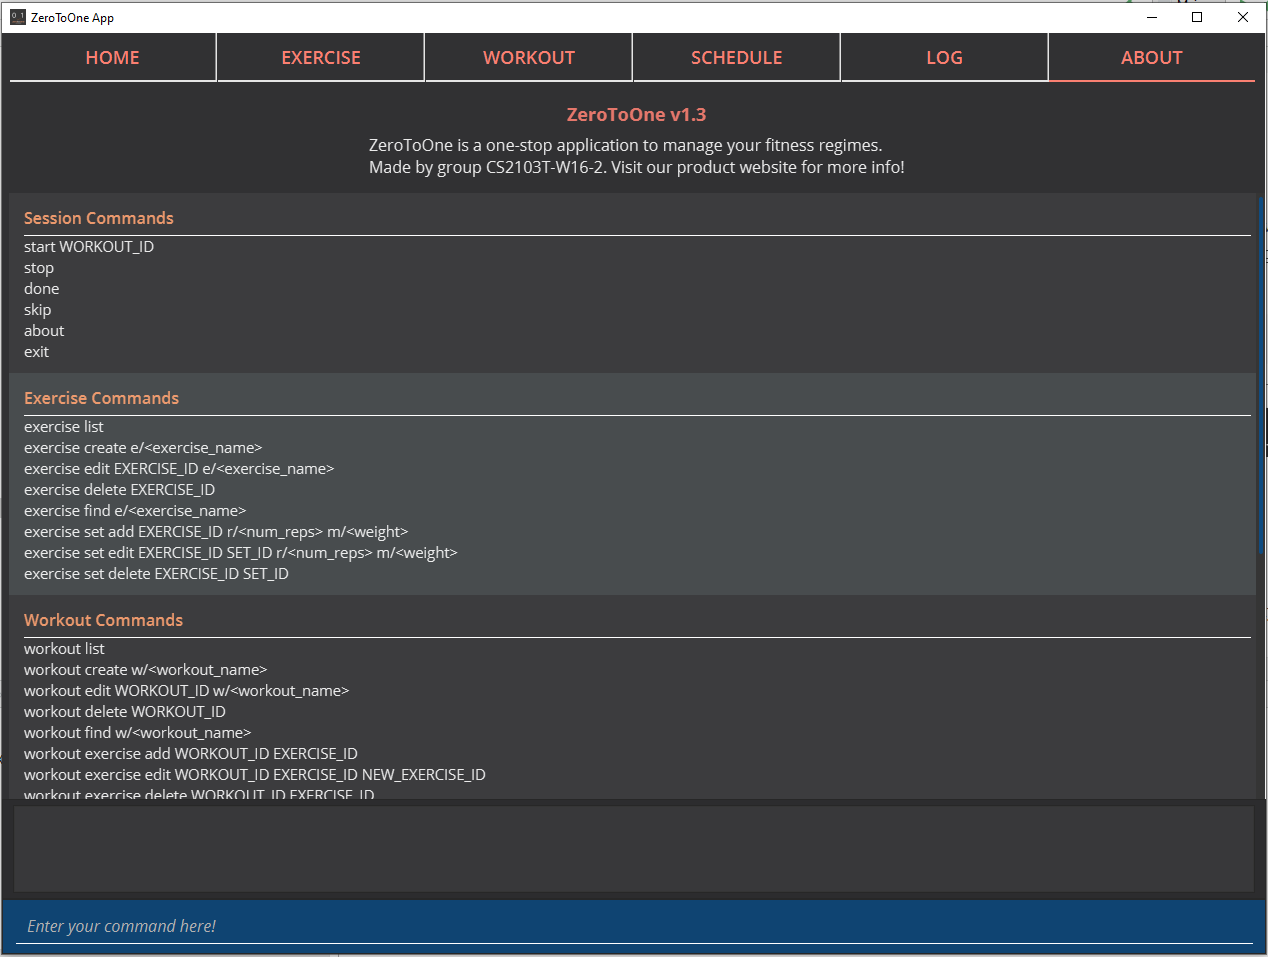 ZeroToOne App
HOME
EXERCISE
WORKOUT
SCHEDULE
LOG
ABOUT
ZeroToOne v1.3
ZeroToOne is a one-stop application to manage your fitness regimes.
Made by group CS2103T-W16-2. Visit our product website for more info!
Session Commands
start WORKOUT_ID
stop
done
skip
about
exit
Exercise Commands
exercise list
exercise create e/<exercise_name>
exercise edit EXERCISE_ID e/<exercise_name>
exercise delete EXERCISE_ID
exercise find e/<exercise_name>
exercise set add EXERCISE_ID r/<num_reps> m/<weight>
exercise set edit EXERCISE_ID SET_ID r/<num_reps> m/<weight>
exercise set delete EXERCISE_ID SET_ID
Workout Commands
workout list
workout create w/<workout_name>
workout edit WORKOUT_ID w/<workout_name>
workout delete WORKOUT_ID
workout find w/<workout_name>
workout exercise add WORKOUT_ID EXERCISE_ID
workout exercise edit WORKOUT_ID EXERCISE_ID NEW_EXERCISE_ID
workout exercise delete WORKOUT_ID EXERCISE_ID
Enter your command here!